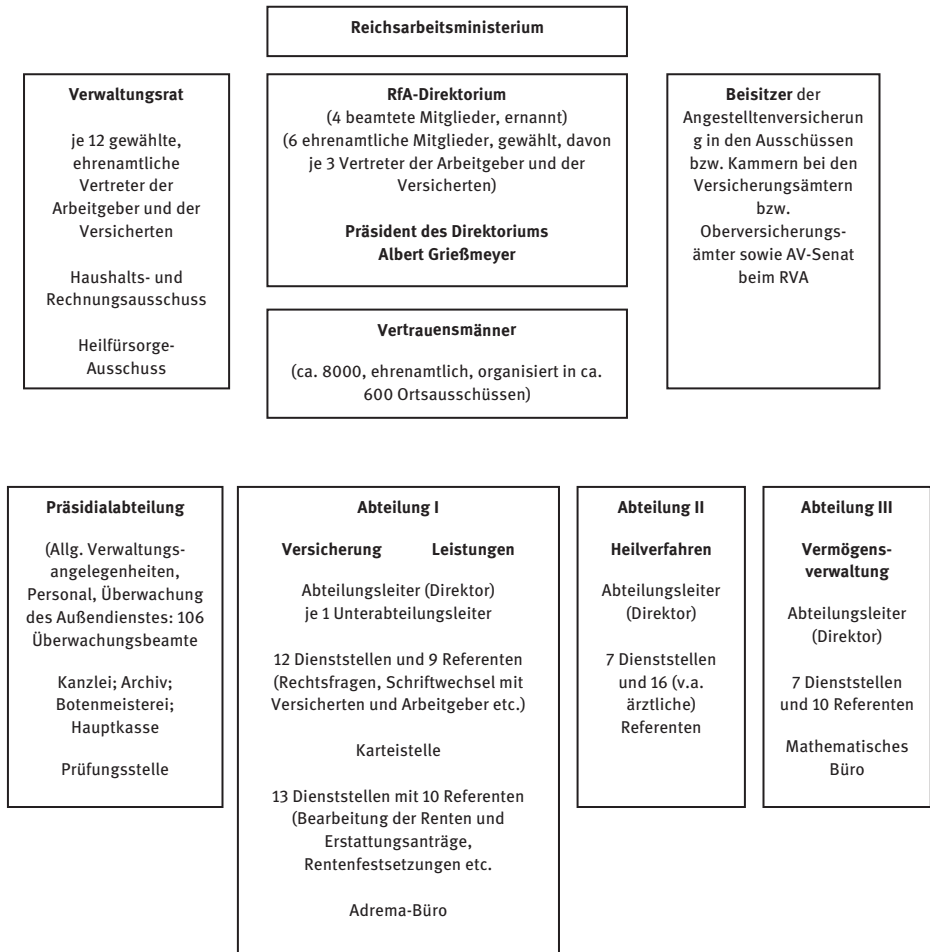 Reichsarbeitsministerium
Verwaltungsrat
je 12 gewählte,
ehrenamtliche
Vertreter der
Arbeitgeber und der
Versicherten
Haushalts- und
Rechnungsausschuss
Heilfürsorge-
Ausschuss
RfA-Direktorium
(4 beamtete Mitglieder, ernannt)
(6 ehrenamtliche Mitglieder, gewählt, davon
je 3 Vertreter der Arbeitgeber und der
Versicherten)
Präsident des Direktoriums
Albert Grießmeyer
Beisitzer der
Angestelltenversicherun
g in den Ausschüssen
bzw. Kammern bei den
Versicherungsämtern
bzw.
Oberversicherungs-
ämter sowie AV-Senat
beim RVA
Vertrauensmänner
(ca. 8000, ehrenamtlich, organisiert in ca.
600 Ortsausschüssen)
Präsidialabteilung
(Allg. Verwaltungs-
angelegenheiten,
Personal, Überwachung
des Außendienstes: 106
Überwachungsbeamte
Kanzlei; Archiv;
Botenmeisterei;
Hauptkasse
Prüfungsstelle
Abteilung I
Versicherung Leistungen
Abteilungsleiter (Direktor)
je 1 Unterabteilungsleiter
12 Dienststellen und 9 Referenten
(Rechtsfragen, Schriftwechsel mit
Versicherten und Arbeitgeber etc.)
Karteistelle
13 Dienststellen mit 10 Referenten
(Bearbeitung der Renten und
Erstattungsanträge,
Rentenfestsetzungen etc.
Adrema-Büro
Abteilung II
Heilverfahren
Abteilungsleiter
(Direktor)
7 Dienststellen
und 16 (v.a.
ärztliche)
Referenten
Abteilung III
Vermögens-
verwaltung
Abteilungsleiter
(Direktor)
7 Dienststellen
und 10 Referenten
Mathematisches
Büro